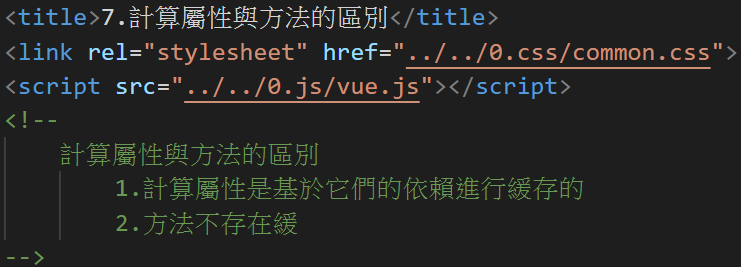 <title>7.計算屬性與方法的區別</title>
<link rel="stylesheet" href="../../0.css/common.css">
<script src="../../0.js/vue.js"></script>
<!--
計算屬性與方法的區別
1.計算屬性是基於它們的依賴進行緩存的
2.方法不存在緩
-->